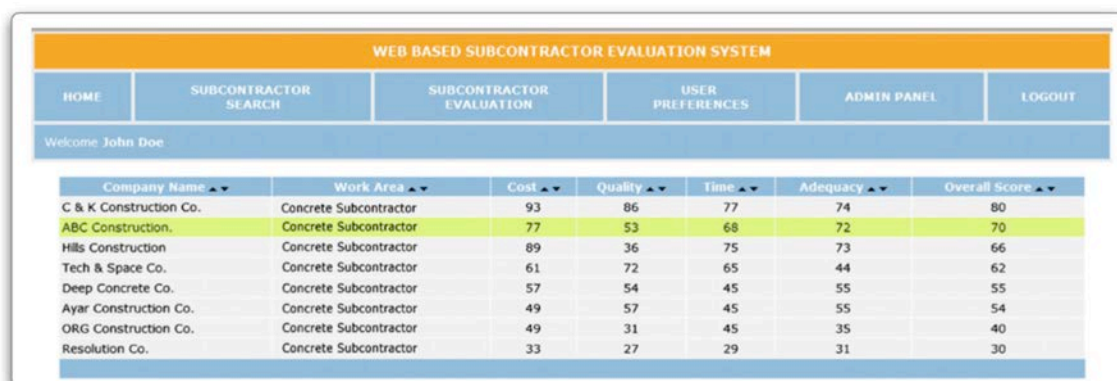 WEB BASED SUBCONTRACTOR EVALUATION SYSTEM
HOME SUBCONTRACTOR SEARCH SUBCONTRACTOR EVALUATION USER PREFERENCES ADMIN PANEL LOGOUT
Welcome John Doe
Company Name Work Area Cost Quality Time Adequacy Overall Score
C & K Construction Co. Concrete Subcontractor 93 86 77 74 80
ABC Construction. Concrete Subcontractor 77 53 68 72 70
Hills Construction Concrete Subcontractor 89 36 75 73 66
Tech & Space Co. Concrete Subcontractor 61 72 65 44 62
Deep Concrete Co. Concrete Subcontractor 57 54 45 55 55
Ayar Construction Co. Concrete Subcontractor 49 57 45 55 54
ORG Construction Co. Concrete Subcontractor 49 31 45 35 40
Resolution Co. Concrete Subcontractor 33 27 29 31 30